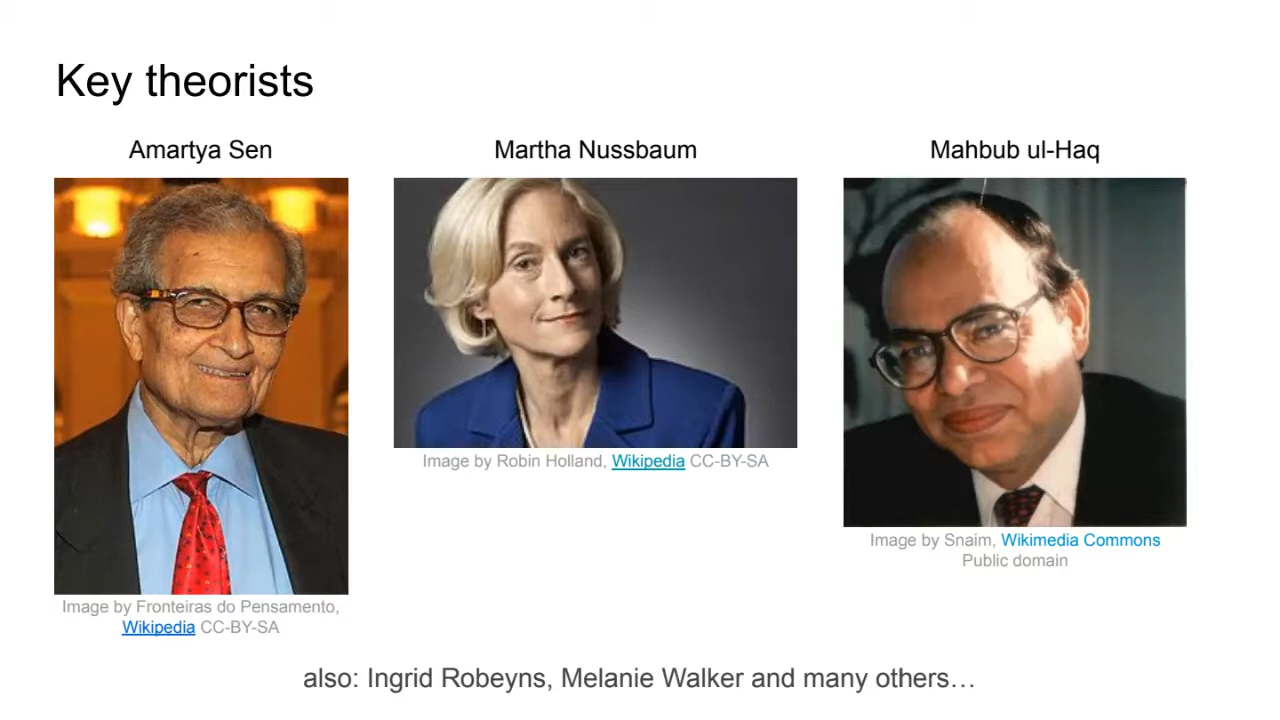 Key theorists
Amartya Sen
Martha Nussbaum
Mahbub ul-Haq
Image by Fronteiras do Pensamento,
Wikipedia CC-BY-SA
Image by Robin Holland, Wikipedia CC-BY-SA
Image by Snaim, Wikimedia Commons
Public domain
also: Ingrid Robeyns, Melanie Walker and many others…